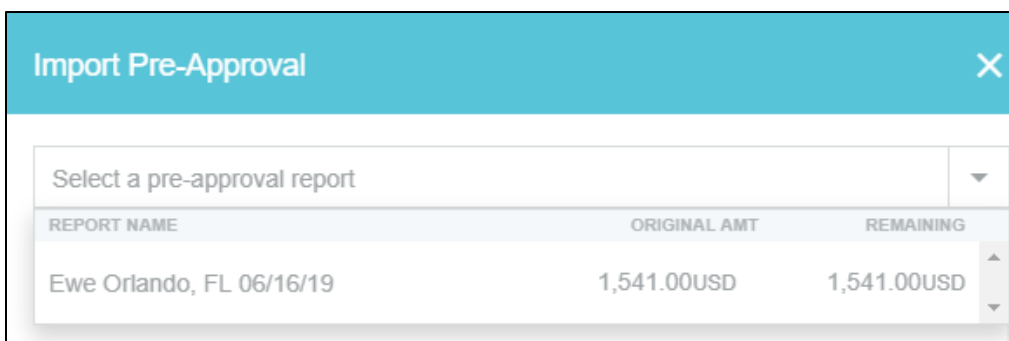 Import Pre-Approval
Select a pre-approval report
REPORT NAME ORIGINAL AMT REMAINING
Ewe Orlando, FL 06/16/19 1,541.00USD 1,541.00USD